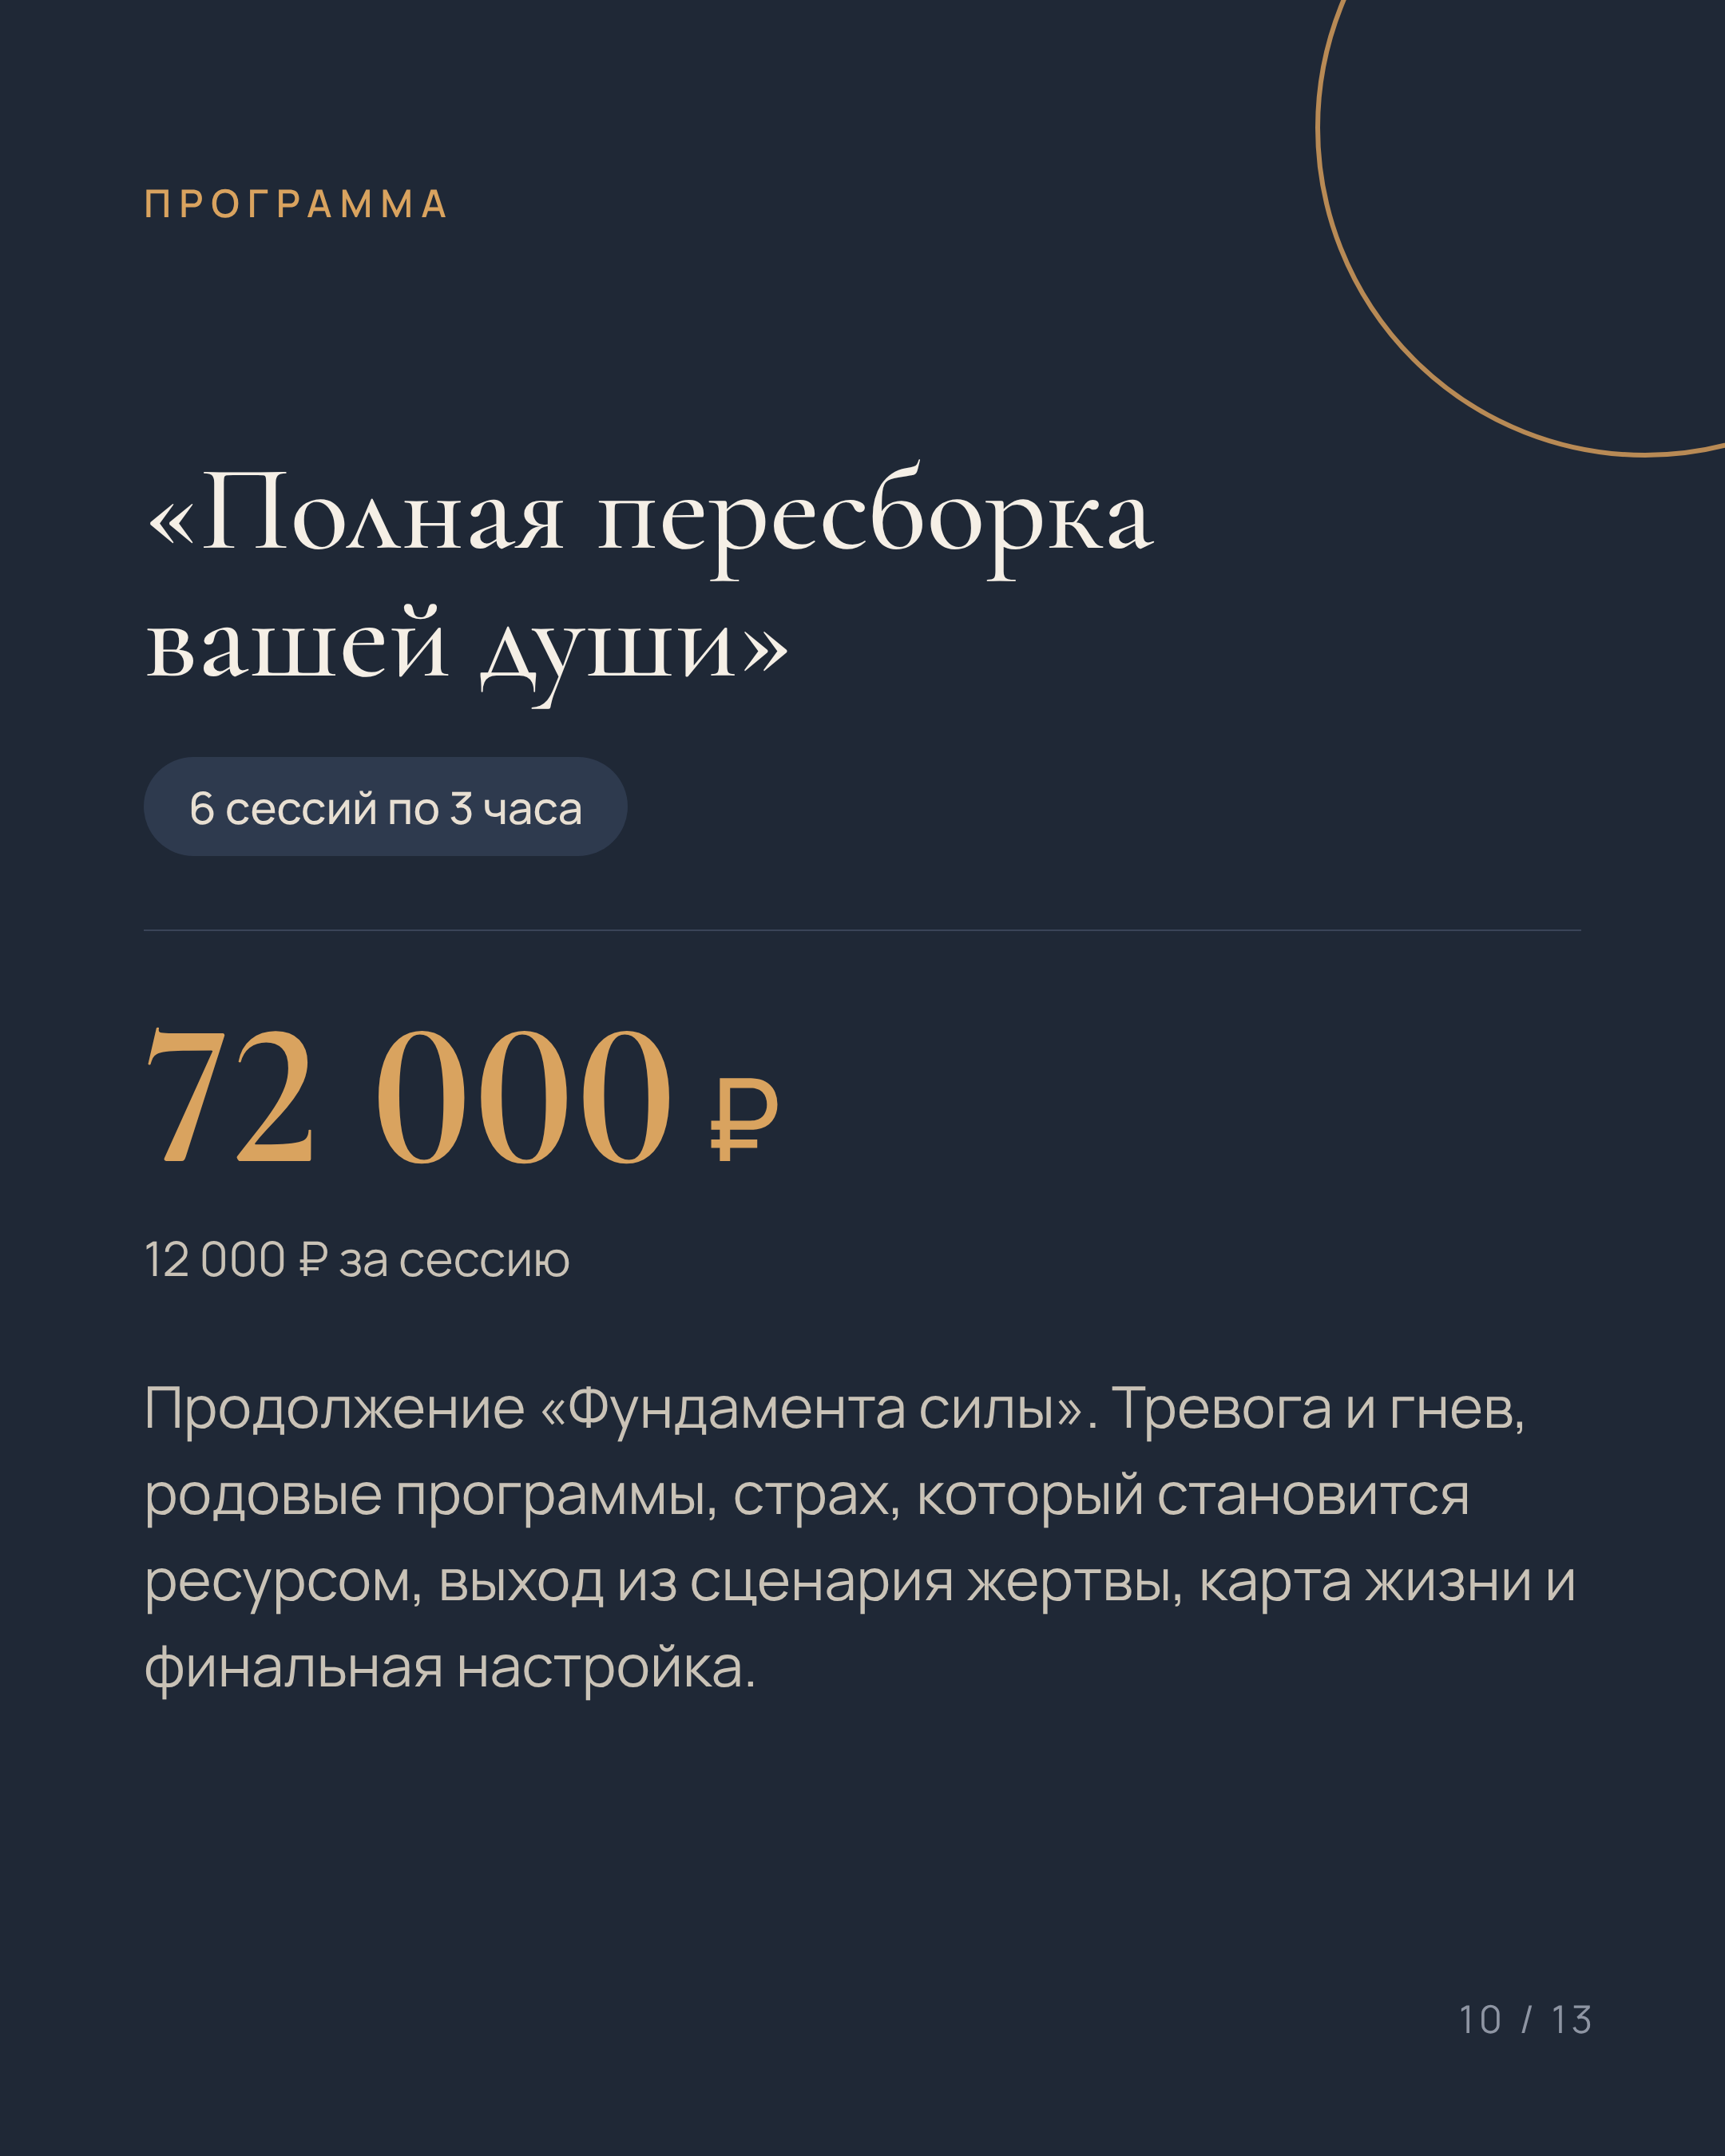 ПРОГРАММА
«Полная пересборка
вашей души»
6 сессий по 3 часа
72 000 ₽
12 000 ₽ за сессию
Продолжение «Фундамента силы». Тревога и гнев,
родовые программы, страх, который становится
ресурсом, выход из сценария жертвы, карта жизни и
финальная настройка.
10 / 13